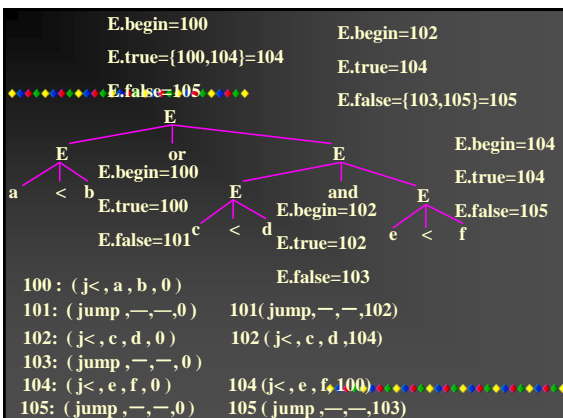 E.begin=100
E.true={100,104}=104
E.false=105
E.begin=102
E.true=104
E.false={103,105}=105
E
E or E
E.begin=104
E.true=104
E.false=105
a < b
E.begin=100
E.true=100
E.false=101
E and E
c < d
E.begin=102
E.true=102
E.false=103
e < f
100 : ( j< , a , b , 0 )
101: ( jump ,—,—,0 ) 101( jump,—,—,102)
102: ( j< , c , d , 0 ) 102 ( j< , c , d ,104)
103: ( jump ,—,—, 0 )
104: ( j< , e , f , 0 ) 104 (j< , e , f, 100)
105: ( jump ,—,—,0 ) 105 ( jump ,—,—,103)